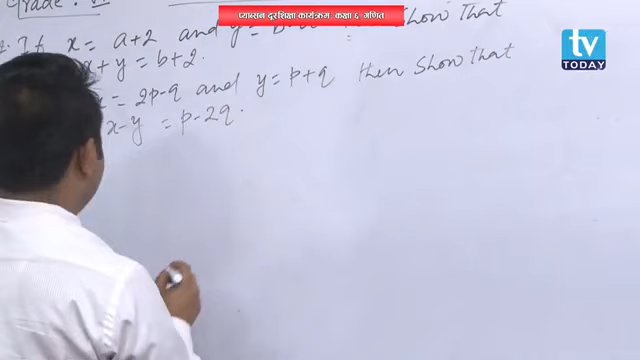 प्याब्सन दूरशिक्षा कार्यक्रम कक्षा ६ गणित
tv
TODAY
Grade: VI
If x = a+2 and y = Show that
x + y = b+2.
x = 2p-q and y = p+q then Show that
x-y = p-2q.